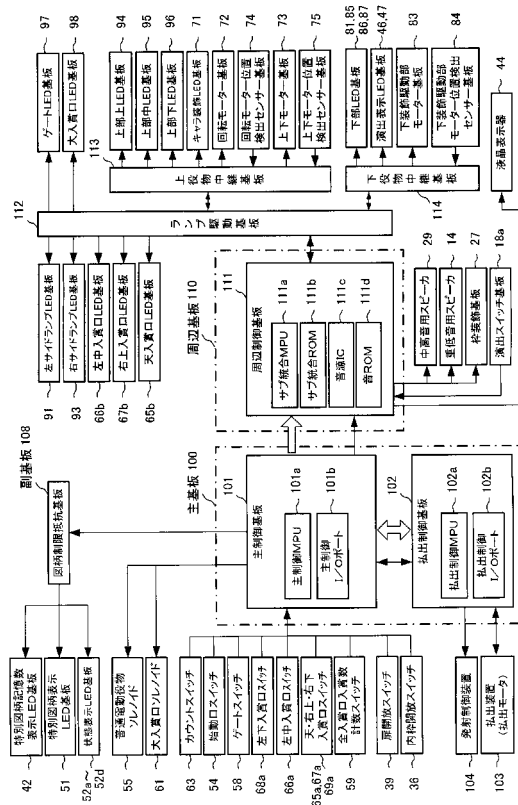 97
ゲートLED基板
98
大入賞口LED基板
94
上部上LED基板
95
上部中LED基板
96
上部下LED基板
71
キャラ装飾LED基板
72
回転モーター基板
74
回転モーター位置
検出センサー基板
73
上下モーター基板
75
上下モーター位置
検出センサー基板
81,85
86,87
下部LED基板
46,47
演出表示LED基板
83
下装飾駆動部
モーター基板
84
下装飾駆動部
モーター位置検出
センサー基板
44
液晶表示器
113
上役物中継基板
下役物中継基板
114
112
ランプ駆動基板
左サイドランプLED基板
91
右サイドランプLED基板
93
左中入賞口LED基板
66b
右上入賞口LED基板
67b
天入賞口LED基板
65b
周辺基板 110
111
周辺制御基板
サブ統合MPU
111a
サブ統合ROM
111b
音源IC
111c
音ROM
111d
29
中高音用スピーカ
14
重低音用スピーカ
27
枠装飾基板
18a
演出スイッチ基板
副基板 108
図柄制限抵抗基板
主基板 100
101
主制御基板
主制御MPU
101a
主制御
I/Oポート
101b
102
払出制御基板
払出制御MPU
102a
払出制御
I/Oポート
102b
特別図柄記憶数
表示LED基板
42
特別図柄表示
LED基板
51
状態表示LED基板
52a〜
52d
普通電動役物
ソレノイド
55
大入賞口ソレノイド
61
カウントスイッチ
63
始動口スイッチ
54
ゲートスイッチ
58
左下入賞口スイッチ
68a
左中入賞口スイッチ
66a
天・右上・右下
入賞口スイッチ
65a,67a
69a
全入賞口入賞数
計数スイッチ
59
扉開放スイッチ
39
内枠開放スイッチ
36
発射制御装置
104
払出装置
(払出モータ)
103